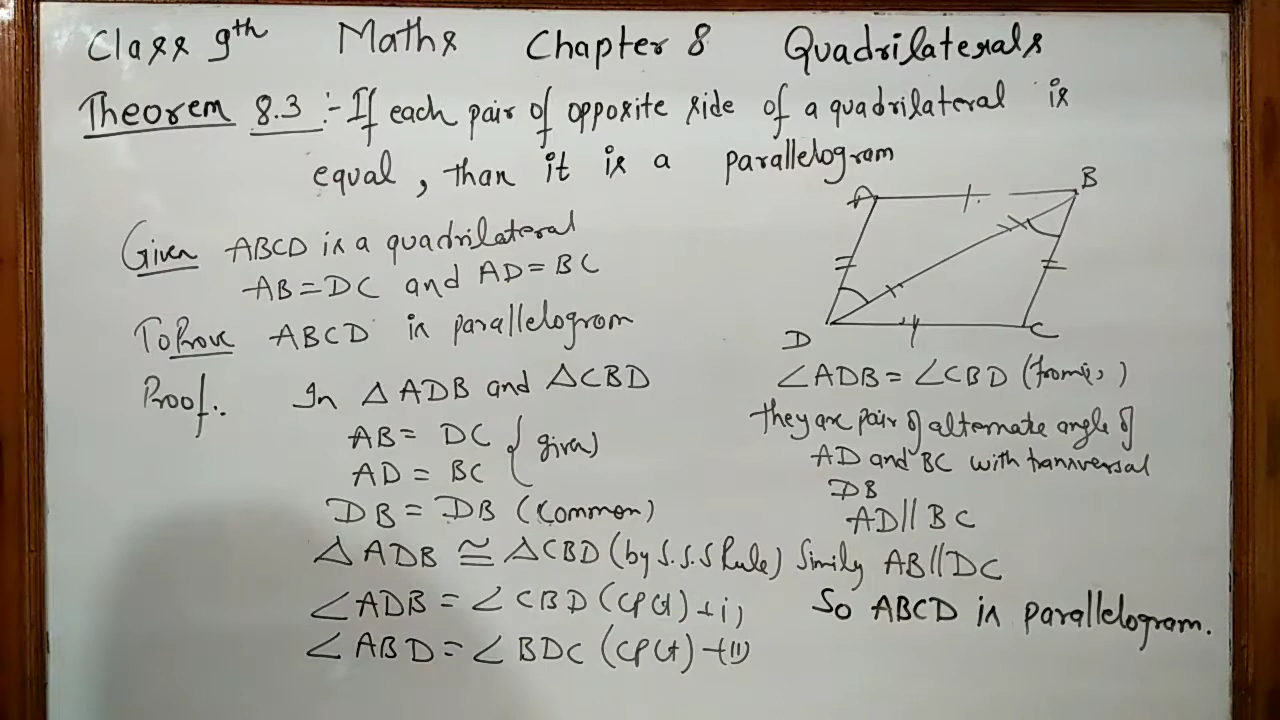 Class 9th Maths Chapter 8 Quadrilaterals
Theorem 8.3 :- If each pair of opposite side of a quadrilateral is
equal, than it is a parallelogram
Given ABCD is a quadrilateral
AB = DC and AD = BC
To Prove ABCD is parallelogram
Proof:. In △ ADB and △CBD
AB = DC
AD = BC } (given)
DB = DB (Common)
△ ADB ≅ △CBD (by S.S.S Rule)
∠ADB = ∠CBD (CPCt) - (i)
∠ABD = ∠BDC (CPCt) - (ii)
A
B
D
C
∠ADB = ∠CBD (from (i))
they are pair of alternate angle of
AD and BC with tranversal
DB
AD || BC
Simily AB || DC
So ABCD is parallelogram.